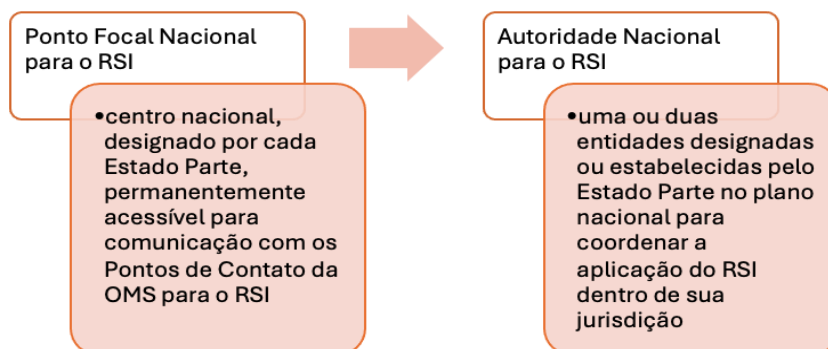 Ponto Focal Nacional
para o RSI
•centro nacional,
designado por cada
Estado Parte,
permanentemente
acessível para
comunicação com os
Pontos de Contato da
OMS para o RSI
Autoridade Nacional
para o RSI
•uma ou duas
entidades designadas
ou estabelecidas pelo
Estado Parte no plano
nacional para
coordenar a
aplicação do RSI
dentro de sua
jurisdição